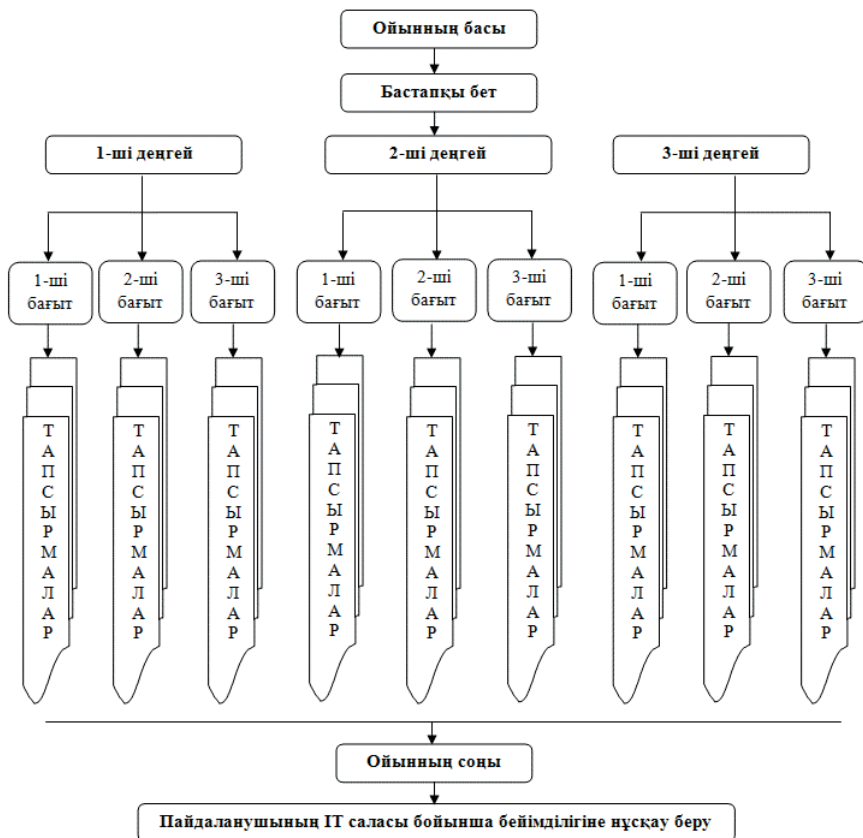 Ойынның басы
Бастапқы бет
1-ші деңгей
2-ші деңгей
3-ші деңгей
1-ші
бағыт
2-ші
бағыт
3-ші
бағыт
1-ші
бағыт
2-ші
бағыт
3-ші
бағыт
1-ші
бағыт
2-ші
бағыт
3-ші
бағыт
ТАПСЫРМАЛАР
ТАПСЫРМАЛАР
ТАПСЫРМАЛАР
ТАПСЫРМАЛАР
ТАПСЫРМАЛАР
ТАПСЫРМАЛАР
ТАПСЫРМАЛАР
ТАПСЫРМАЛАР
ТАПСЫРМАЛАР
Ойынның соңы
Пайдаланушының IT саласы бойынша бейімділігіне нұсқау беру